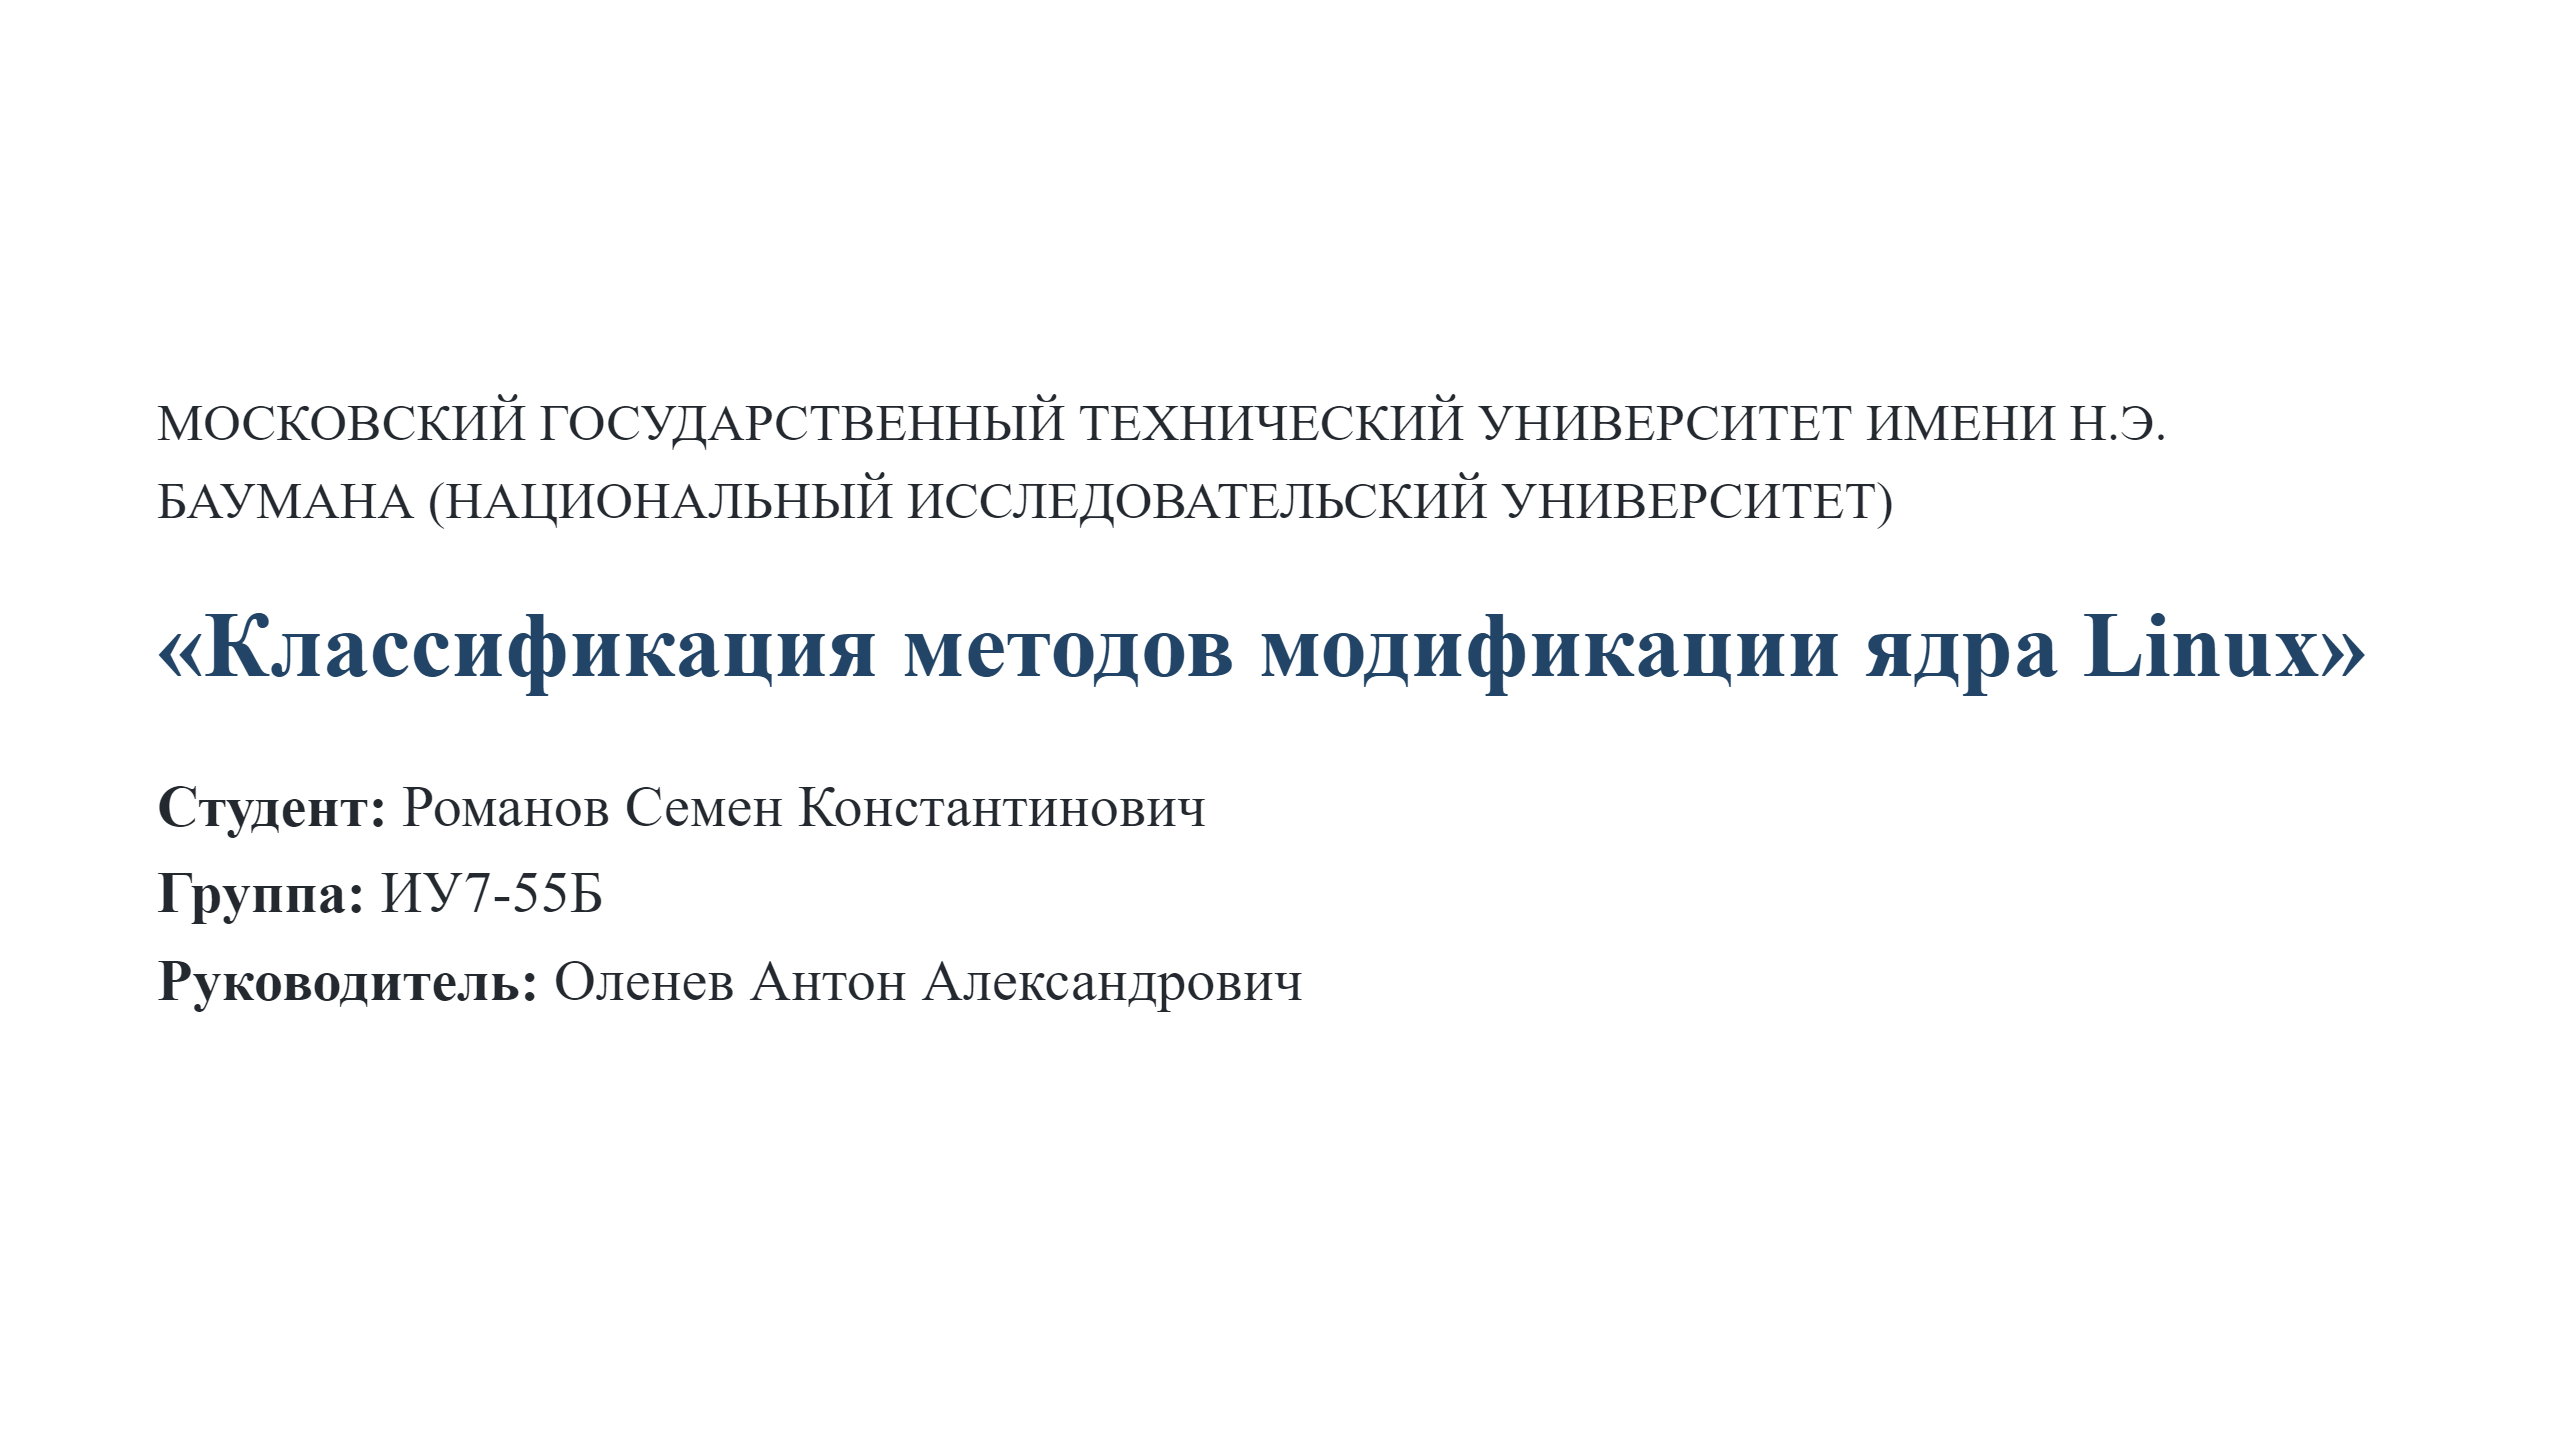 МОСКОВСКИЙ ГОСУДАРСТВЕННЫЙ ТЕХНИЧЕСКИЙ УНИВЕРСИТЕТ ИМЕНИ Н.Э.
БАУМАНА (НАЦИОНАЛЬНЫЙ ИССЛЕДОВАТЕЛЬСКИЙ УНИВЕРСИТЕТ)
«Классификация методов модификации ядра Linux»
Студент: Романов Семен Константинович
Группа: ИУ7-55Б
Руководитель: Оленев Антон Александрович